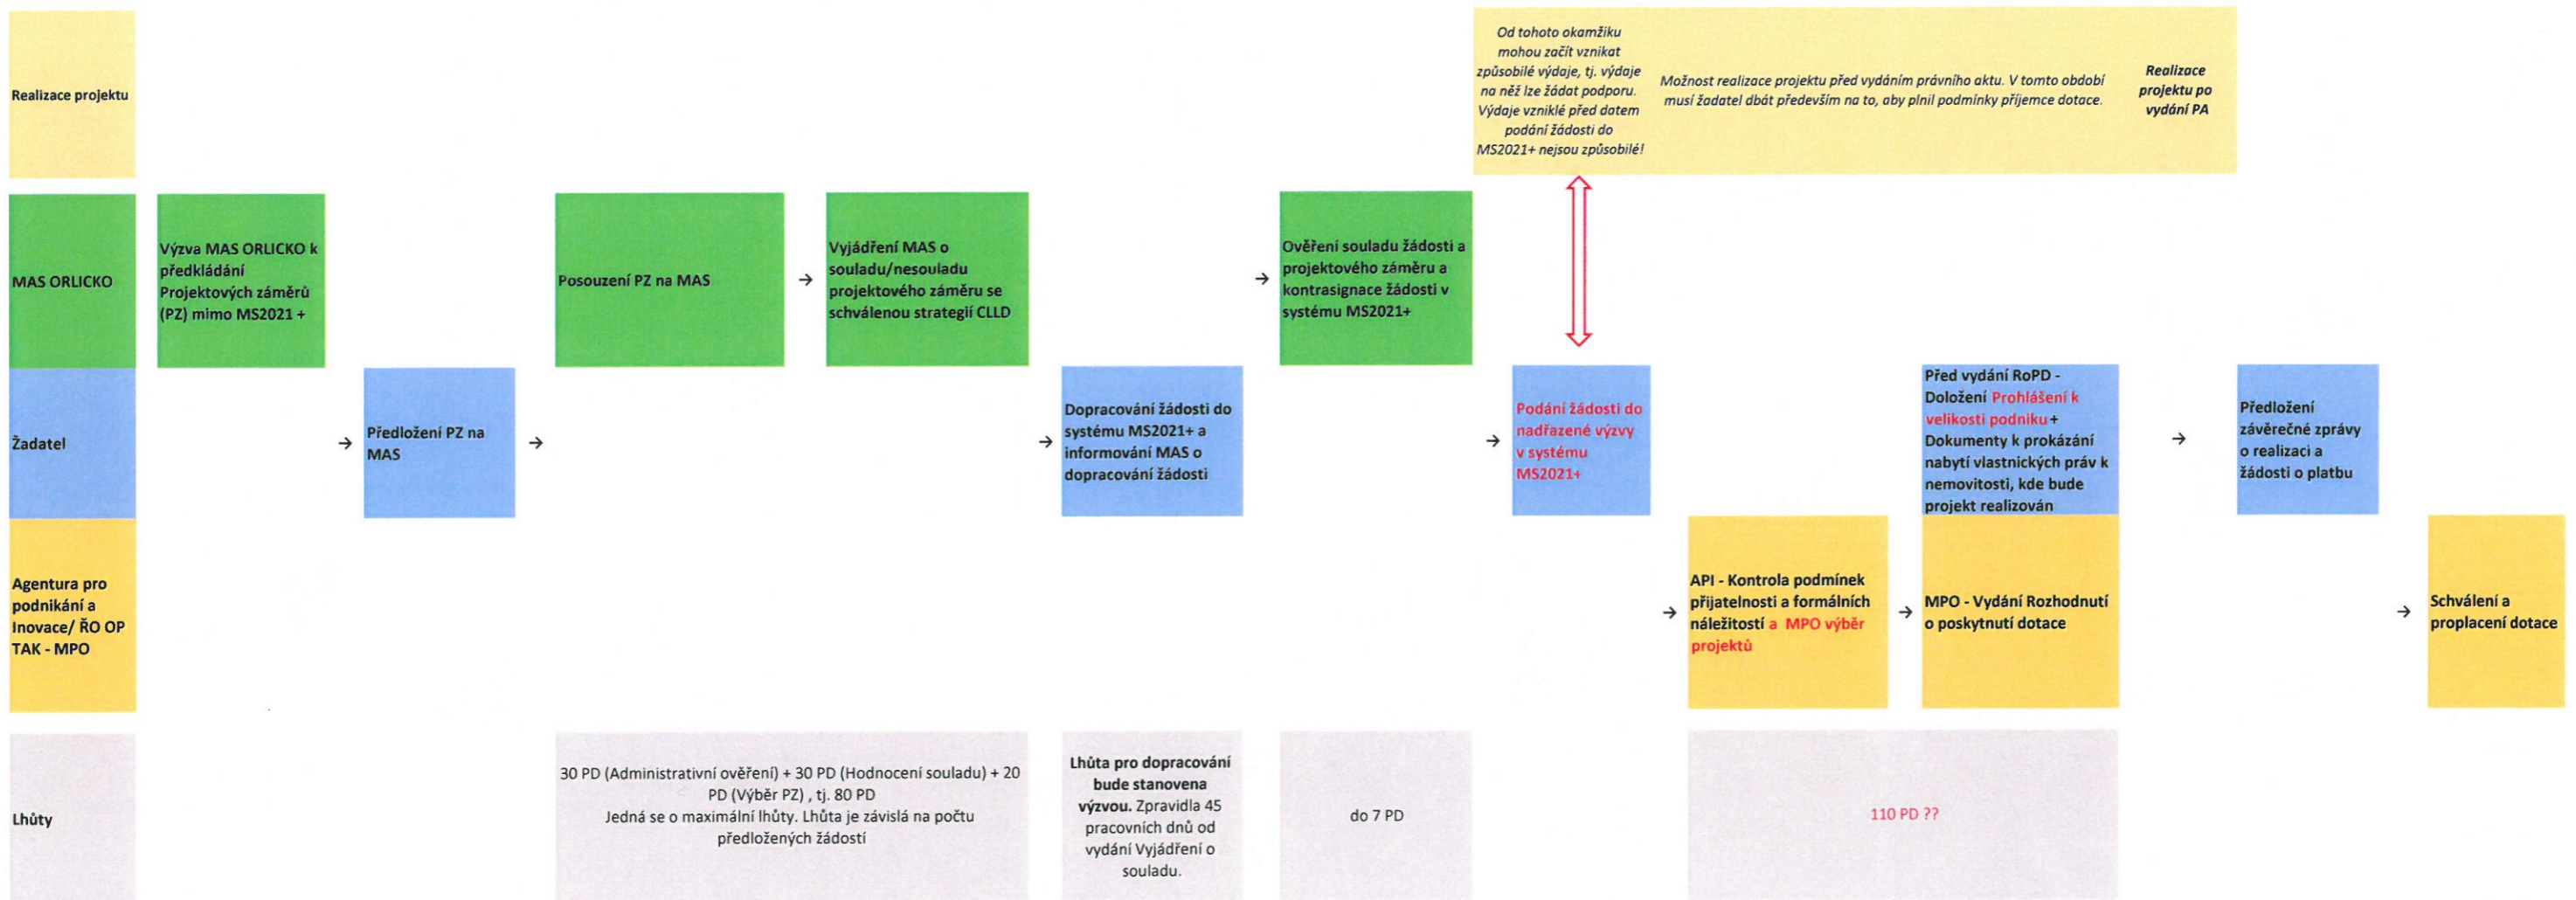 Realizace projektu
Od tohoto okamžiku
mohou začít vznikat
způsobilé výdaje, tj. výdaje
na něž lze žádat podporu.
Výdaje vzniklé před datem
podání žádosti do
MS2021+ nejsou způsobilé!
Možnost realizace projektu před vydáním právního aktu. V tomto období
musí žadatel dbát především na to, aby plnil podmínky příjemce dotace.
Realizace
projektu po
vydání PA
MAS ORLICKO
Výzva MAS ORLICKO k
předkládání
Projektových záměrů
(PZ) mimo MS2021 +
Posouzení PZ na MAS
→
Vyjádření MAS o
souladu/nesouladu
projektového záměru se
schválenou strategií CLLD
→
Ověření souladu žádosti a
projektového záměru a
kontrasignace žádosti v
systému MS2021+
Žadatel
→
Předložení PZ na
MAS
→
→
Dopracování žádosti do
systému MS2021+ a
informování MAS o
dopracování žádosti
→
Podání žádosti do
nadřazené výzvy
v systému
MS2021+
Před vydání RoPD -
Doložení Prohlášení k
velikosti podniku +
Dokumenty k prokázání
nabytí vlastnických práv k
nemovitosti, kde bude
projekt realizován
→
Předložení
závěrečné zprávy
o realizaci a
žádosti o platbu
Agentura pro
podnikání a
Inovace/ ŘO OP
TAK - MPO
→
API - Kontrola podmínek
přijatelnosti a formálních
náležitostí a MPO výběr
projektů
→
MPO - Vydání Rozhodnutí
o poskytnutí dotace
→
Schválení a
proplacení dotace
Lhůty
30 PD (Administrativní ověření) + 30 PD (Hodnocení souladu) + 20
PD (Výběr PZ) , tj. 80 PD
Jedná se o maximální lhůty. Lhůta je závislá na počtu
předložených žádostí
Lhůta pro dopracování
bude stanovena
výzvou. Zpravidla 45
pracovních dnů od
vydání Vyjádření o
souladu.
do 7 PD
110 PD ??